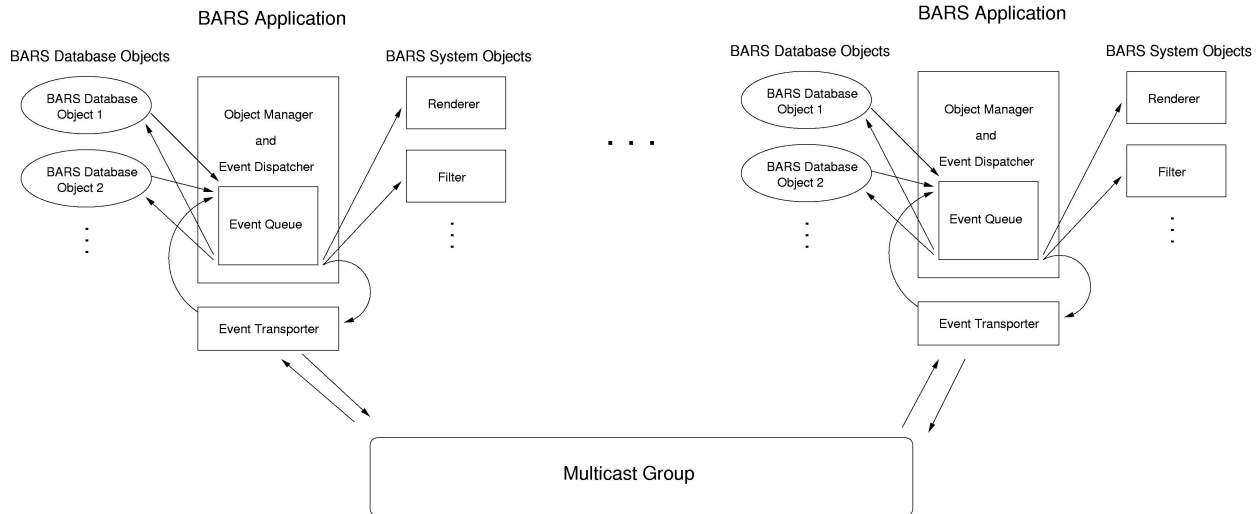 BARS Application
BARS Database Objects
BARS System Objects
BARS Database
Object 1
BARS Database
Object 2
Object Manager
and
Event Dispatcher
Event Queue
Renderer
Filter
Event Transporter
. . .
BARS Application
BARS Database Objects
BARS System Objects
BARS Database
Object 1
BARS Database
Object 2
Object Manager
and
Event Dispatcher
Event Queue
Renderer
Filter
Event Transporter
Multicast Group